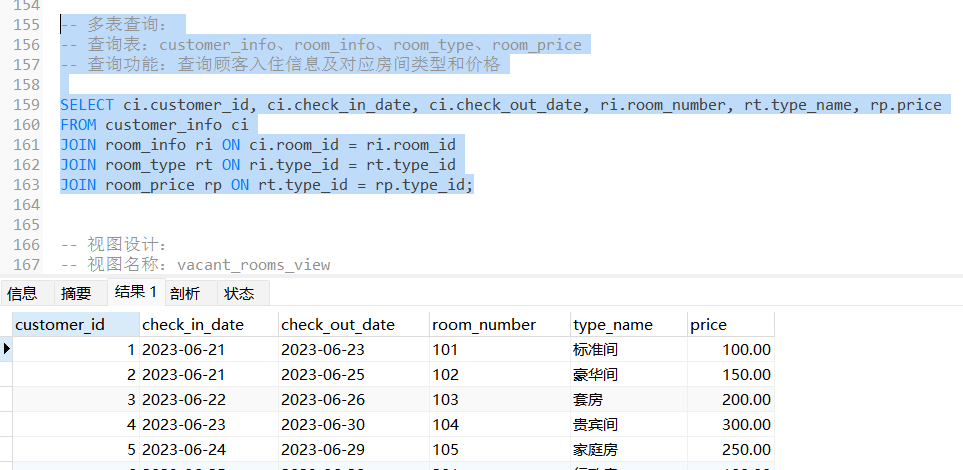 154
155 -- 多表查询：
156 -- 查询表：customer_info、room_info、room_type、room_price
157 -- 查询功能：查询顾客入住信息及对应房间类型和价格
158
159 SELECT ci.customer_id, ci.check_in_date, ci.check_out_date, ri.room_number, rt.type_name, rp.price
160 FROM customer_info ci
161 JOIN room_info ri ON ci.room_id = ri.room_id
162 JOIN room_type rt ON ri.type_id = rt.type_id
163 JOIN room_price rp ON rt.type_id = rp.type_id;
164
165
166 -- 视图设计：
167 -- 视图名称：vacant_rooms_view
信息 摘要 结果 1 剖析 状态
customer_id check_in_date check_out_date room_number type_name price
1 2023-06-21 2023-06-23 101 标准间 100.00
2 2023-06-21 2023-06-25 102 豪华间 150.00
3 2023-06-22 2023-06-26 103 套房 200.00
4 2023-06-23 2023-06-30 104 贵宾间 300.00
5 2023-06-24 2023-06-29 105 家庭房 250.00